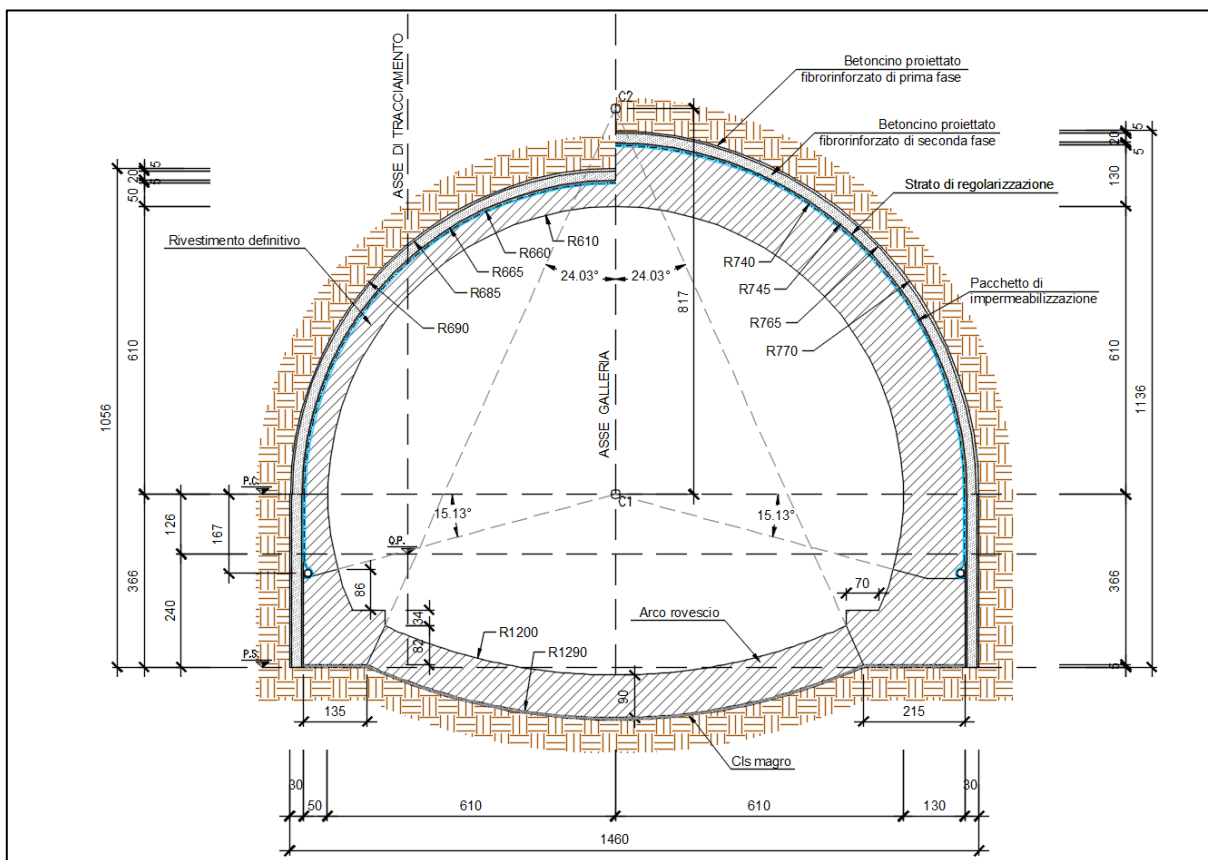 Betoncino proiettato
fibrorinforzato di prima fase
C2
Betoncino proiettato
fibrorinforzato di seconda fase
Strato di regolarizzazione
Pacchetto di
impermeabilizzazione
ASSE DI TRACCIAMENTO
ASSE GALLERIA
Rivestimento definitivo
R610
R660
R665
R685
R690
24.03°
24.03°
R740
R745
R765
R770
817
5
20
5
50
610
1056
5
20
5
130
610
1136
P.C.
C1
15.13°
15.13°
126
167
Q.P.
366
240
366
86
70
34
82
Arco rovescio
R1200
R1290
P.S.
5
90
135
215
Cls magro
30
50
610
610
130
30
1460